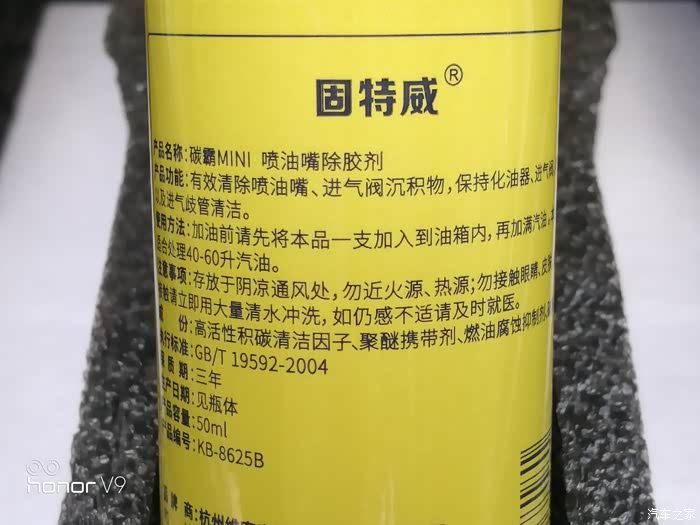 固特威®
产品名称：碳霸MINI 喷油嘴除胶剂
产品功能：有效清除喷油嘴、进气阀沉积物，保持化油器、进气阀
以及进气歧管清洁。
使用方法：加油前请先将本品一支加入到油箱内，再加满汽油。本
适合处理40-60升汽油。
注意事项：存放于阴凉通风处，勿近火源、热源；勿接触眼睛、皮肤
接触请立即用大量清水冲洗，如仍感不适请及时就医。
成 份：高活性积碳清洁因子、聚醚携带剂、燃油腐蚀抑制剂、
执行标准：GB/T 19592-2004
保质期：三年
生产日期：见瓶体
产品容量：50ml
产品编号：KB-8625B
品牌商：杭州
honor V9
汽车之家